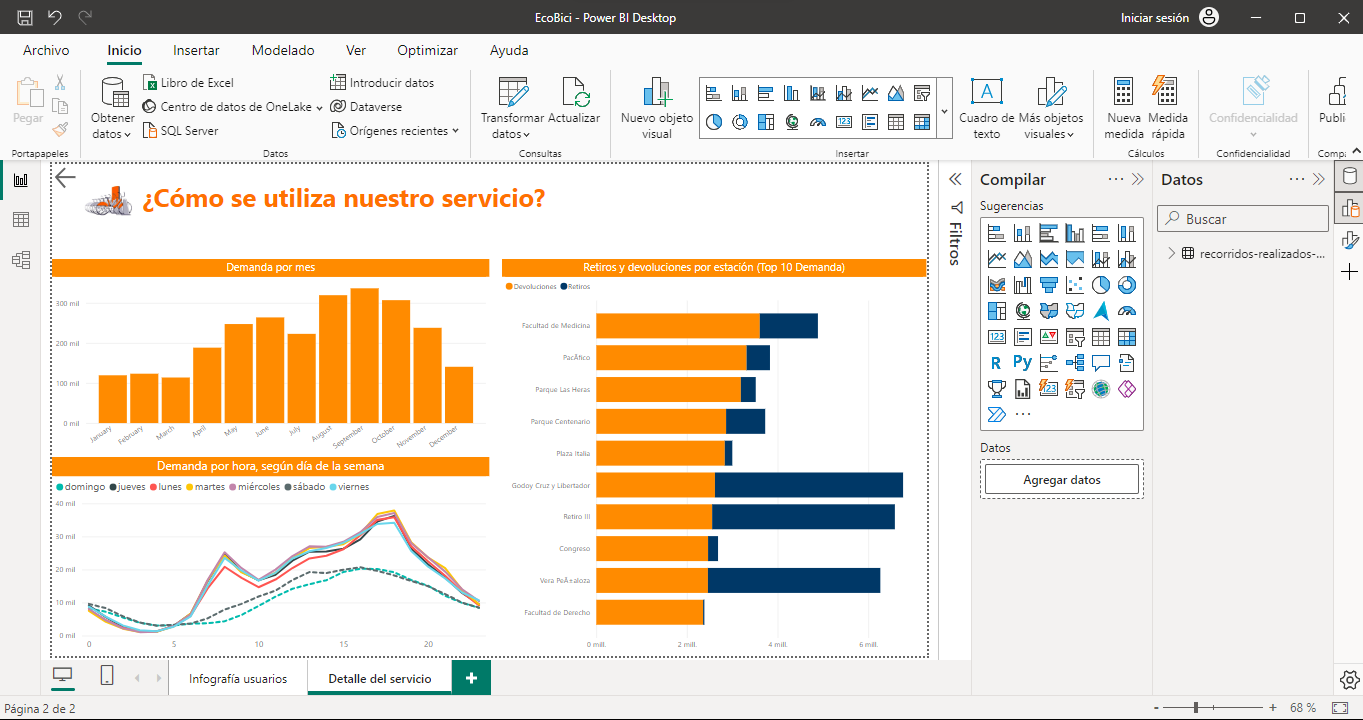 EcoBici - Power BI Desktop
Iniciar sesión
Archivo
Inicio
Insertar
Modelado
Ver
Optimizar
Ayuda
Pegar
Portapapeles
Obtener datos
Libro de Excel
Centro de datos de OneLake
SQL Server
Introducir datos
Dataverse
Orígenes recientes
Datos
Transformar datos
Actualizar
Consultas
Nuevo objeto visual
Cuadro de texto
Más objetos visuales
Insertar
Nueva medida
Medida rápida
Cálculos
Confidencialidad
Confidencialidad
Publi
Comp
¿Cómo se utiliza nuestro servicio?
Demanda por mes
300 mil
200 mil
100 mil
0 mil
January
February
March
April
May
June
July
August
September
October
November
December
Demanda por hora, según día de la semana
domingo jueves lunes martes miércoles sábado viernes
40 mil
30 mil
20 mil
10 mil
0 mil
0 5 10 15 20
Retiros y devoluciones por estación (Top 10 Demanda)
Devoluciones Retiros
Facultad de Medicina
PacÃfico
Parque Las Heras
Parque Centenario
Plaza Italia
Godoy Cruz y Libertador
Retiro III
Congreso
Vera PeÃ±aloza
Facultad de Derecho
0 mill. 2 mill. 4 mill. 6 mill.
Filtros
Compilar
Sugerencias
123
R Py
123
Datos
Agregar datos
Datos
Buscar
recorridos-realizados-...
Infografía usuarios
Detalle del servicio
Página 2 de 2
68 %